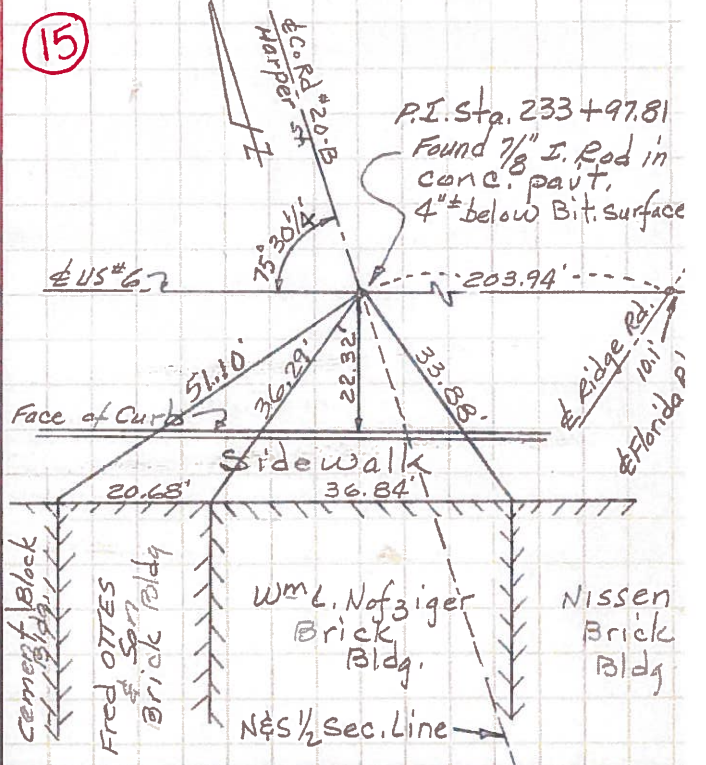 15
℄ Co. Rd #20-B
Harper St
N
P.I. Sta. 233+97.81
Found 7/8" I. Rod in
conc. pavt.
4"± below Bit. Surface
75°30¼'
℄ US#6
203.94'
℄ Ridge Rd.
10.1'
℄ Florida
51.10'
36.29'
22.32'
33.88'
Face of Curb
Sidewalk
20.68'
36.84'
Cement Block
Bldg.
Fred OTTES
& Son
Brick Bldg
Wm L. Nofziger
Brick
Bldg.
Nissen
Brick
Bldg
N&S ½ Sec. Line